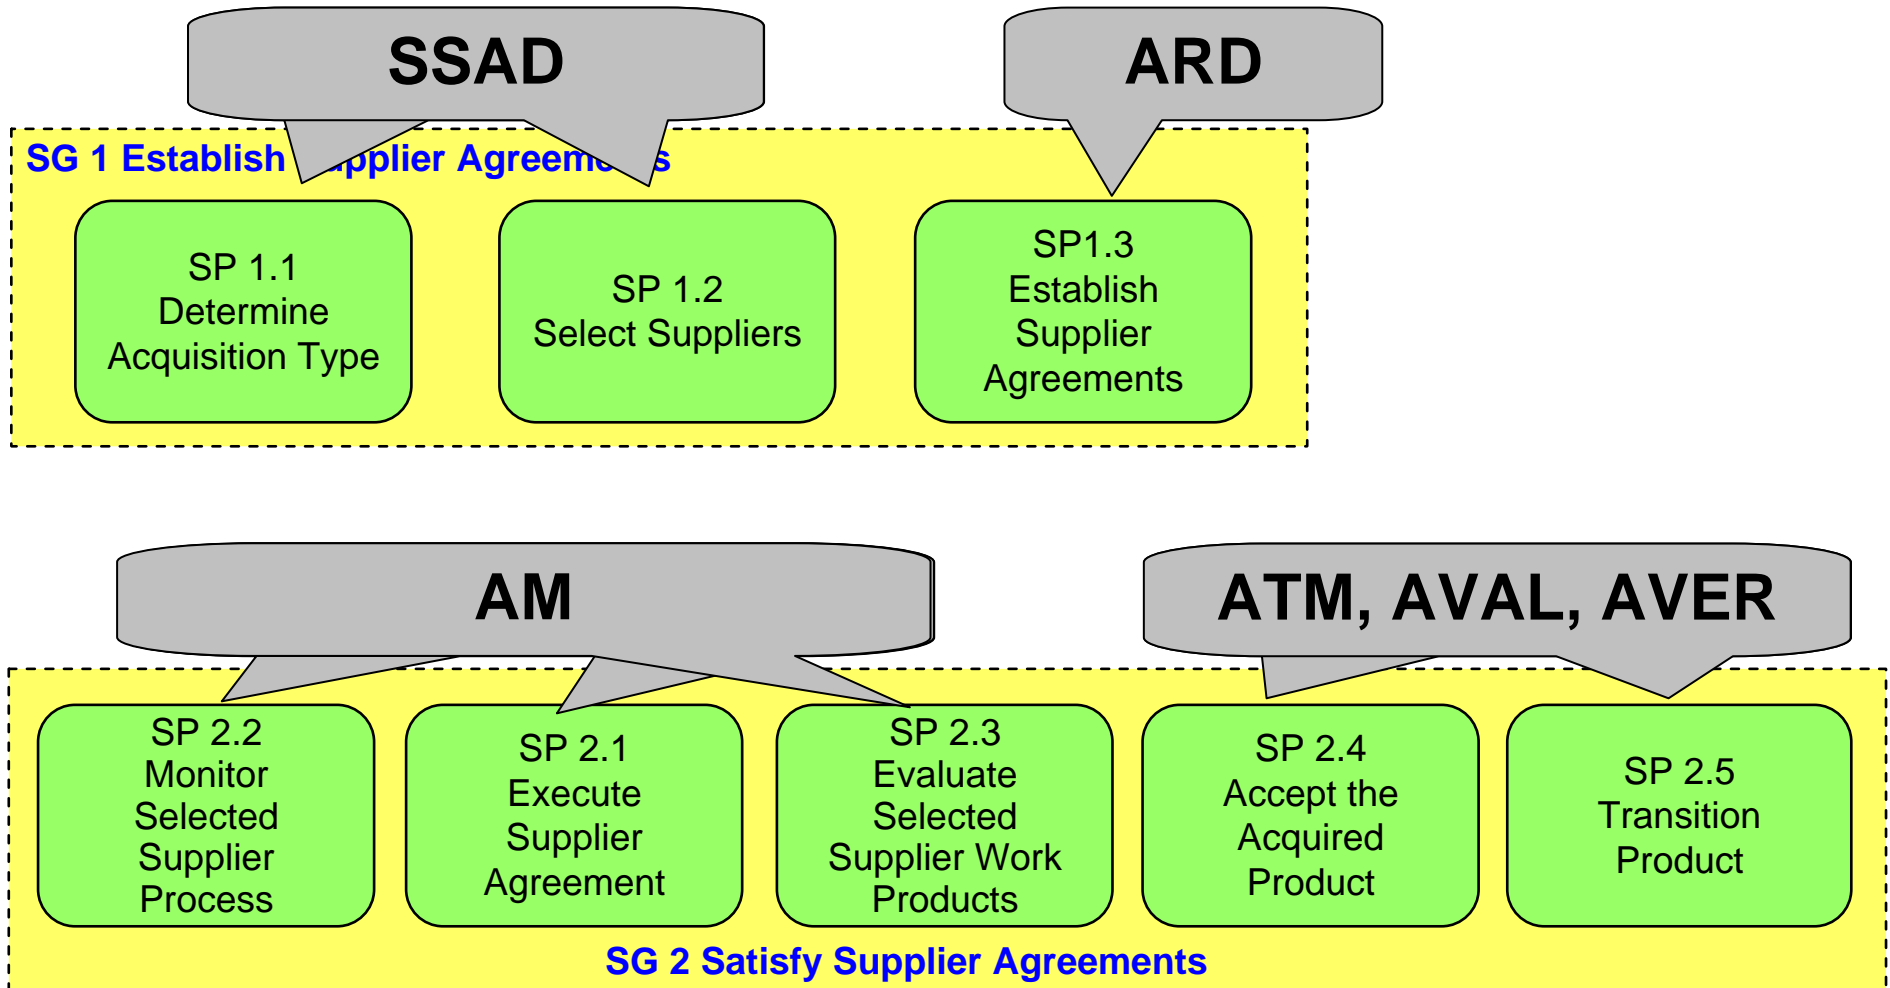 SSAD
ARD
SG 1 Establish Supplier Agreements
SP 1.1
Determine
Acquisition Type
SP 1.2
Select Suppliers
SP1.3
Establish
Supplier
Agreements
AM
ATM, AVAL, AVER
SP 2.2
Monitor
Selected
Supplier
Process
SP 2.1
Execute
Supplier
Agreement
SP 2.3
Evaluate
Selected
Supplier Work
Products
SP 2.4
Accept the
Acquired
Product
SP 2.5
Transition
Product
SG 2 Satisfy Supplier Agreements